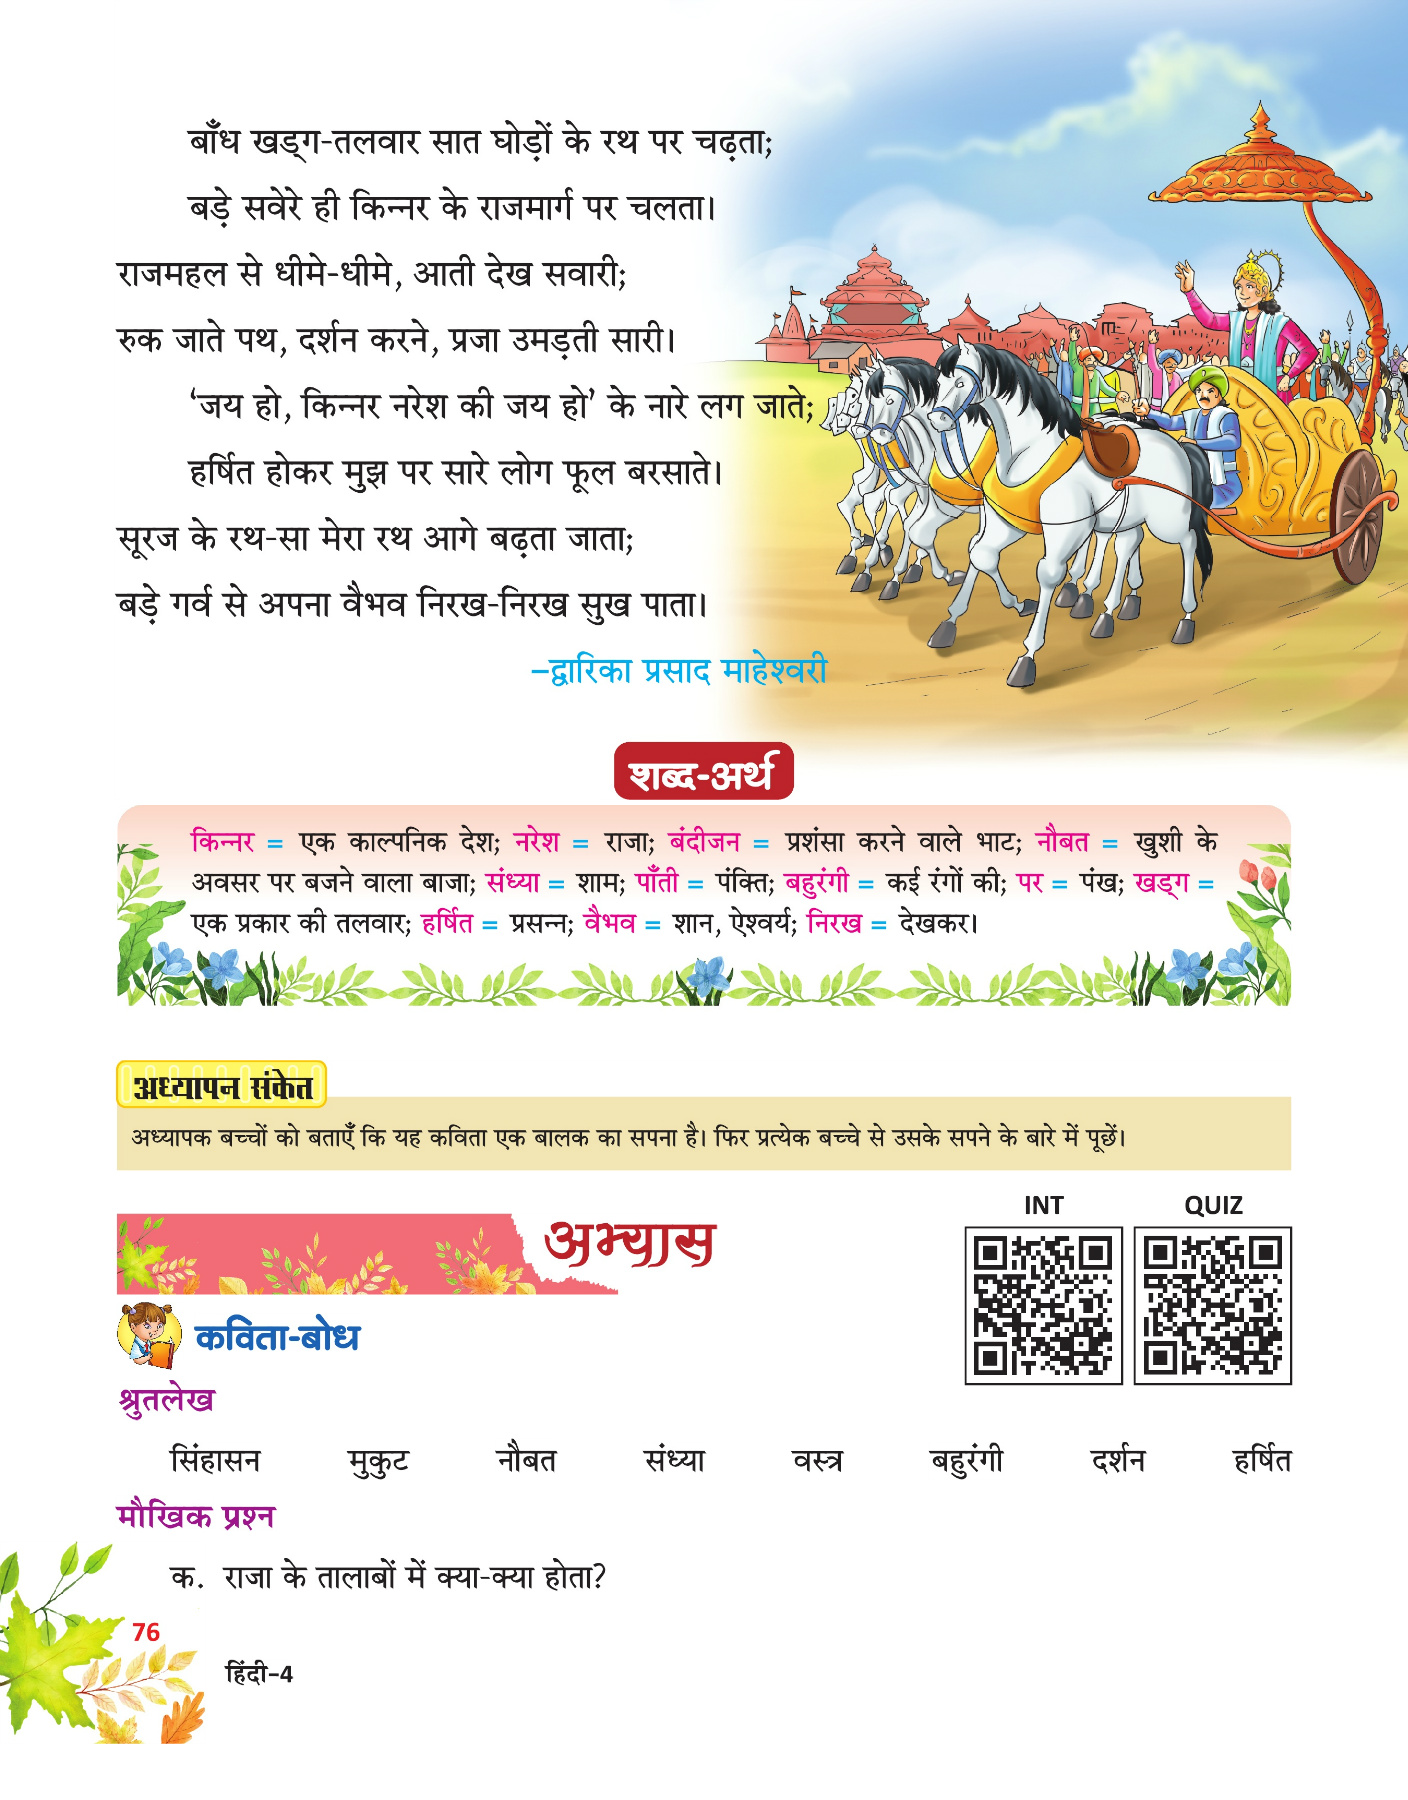 बाँध खड्ग-तलवार सात घोड़ों के रथ पर चढ़ता;
बड़े सवेरे ही किन्नर के राजमार्ग पर चलता।
राजमहल से धीमे-धीमे, आती देख सवारी;
रुक जाते पथ, दर्शन करने, प्रजा उमड़ती सारी।
‘जय हो, किन्नर नरेश की जय हो’ के नारे लग जाते;
हर्षित होकर मुझ पर सारे लोग फूल बरसाते।
सूरज के रथ-सा मेरा रथ आगे बढ़ता जाता;
बड़े गर्व से अपना वैभव निरख-निरख सुख पाता।
–द्वारिका प्रसाद माहेश्वरी
शब्द-अर्थ
किन्नर = एक काल्पनिक देश; नरेश = राजा; बंदीजन = प्रशंसा करने वाले भाट; नौबत = खुशी के
अवसर पर बजने वाला बाजा; संध्या = शाम; पाँती = पंक्ति; बहुरंगी = कई रंगों की; पर = पंख; खड्ग =
एक प्रकार की तलवार; हर्षित = प्रसन्न; वैभव = शान, ऐश्वर्य; निरख = देखकर।
अध्यापन संकेत
अध्यापक बच्चों को बताएँ कि यह कविता एक बालक का सपना है। फिर प्रत्येक बच्चे से उसके सपने के बारे में पूछें।
INT QUIZ
अभ्यास
कविता-बोध
श्रुतलेख
सिंहासन मुकुट नौबत संध्या वस्त्र बहुरंगी दर्शन हर्षित
मौखिक प्रश्न
क. राजा के तालाबों में क्या-क्या होता?
76
हिंदी–4